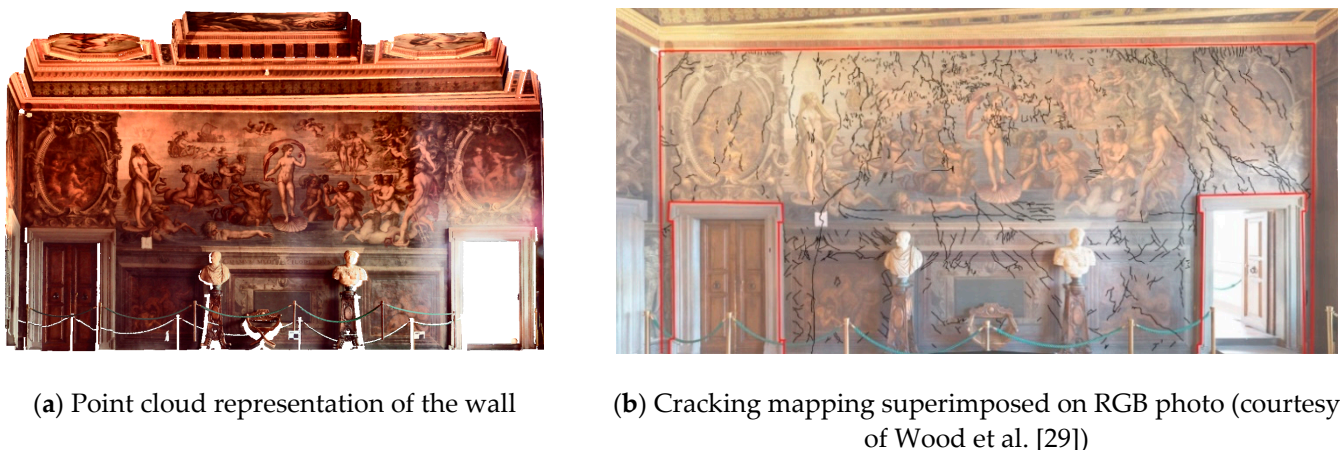 (a) Point cloud representation of the wall
(b) Cracking mapping superimposed on RGB photo (courtesy
of Wood et al. [29])